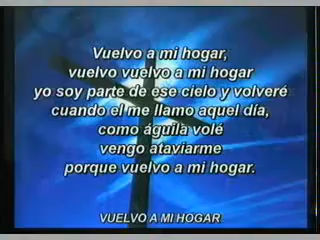 Vuelvo a mi hogar,
vuelvo vuelvo a mi hogar
yo soy parte de ese cielo y volveré
cuando el me llamo aquel día,
como águila volé
vengo ataviarme
porque vuelvo a mi hogar.
VUELVO A MI HOGAR